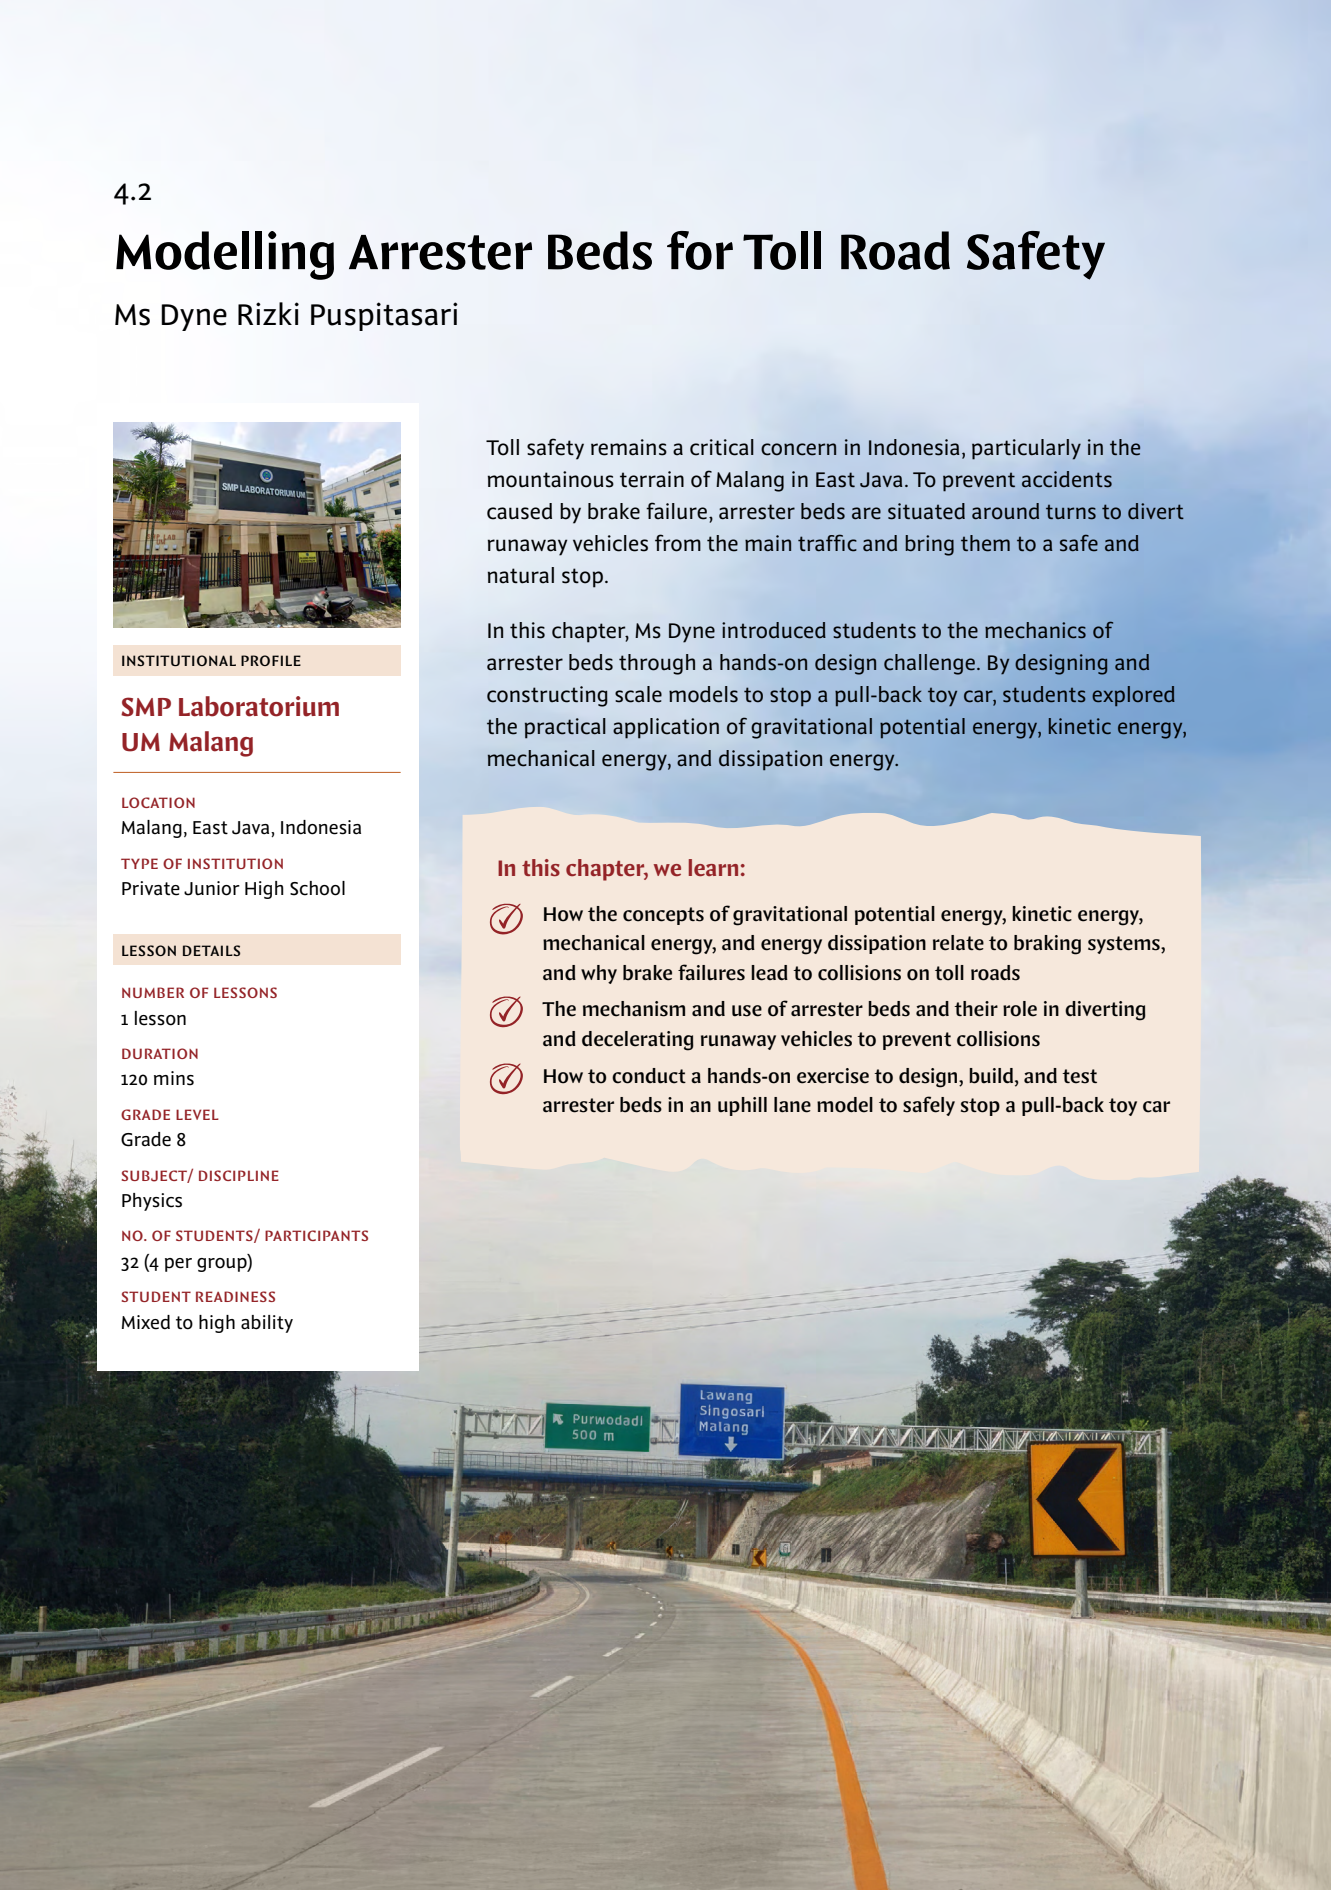 4.2
Modelling Arrester Beds for Toll Road Safety
Ms Dyne Rizki Puspitasari
SMP LABORATORIUM UM
INSTITUTIONAL PROFILE
SMP Laboratorium
UM Malang
LOCATION
Malang, East Java, Indonesia
TYPE OF INSTITUTION
Private Junior High School
LESSON DETAILS
NUMBER OF LESSONS
1 lesson
DURATION
120 mins
GRADE LEVEL
Grade 8
SUBJECT/ DISCIPLINE
Physics
NO. OF STUDENTS/ PARTICIPANTS
32 (4 per group)
STUDENT READINESS
Mixed to high ability
Toll safety remains a critical concern in Indonesia, particularly in the
mountainous terrain of Malang in East Java. To prevent accidents
caused by brake failure, arrester beds are situated around turns to divert
runaway vehicles from the main traffic and bring them to a safe and
natural stop.
In this chapter, Ms Dyne introduced students to the mechanics of
arrester beds through a hands-on design challenge. By designing and
constructing scale models to stop a pull-back toy car, students explored
the practical application of gravitational potential energy, kinetic energy,
mechanical energy, and dissipation energy.
In this chapter, we learn:
How the concepts of gravitational potential energy, kinetic energy,
mechanical energy, and energy dissipation relate to braking systems,
and why brake failures lead to collisions on toll roads
The mechanism and use of arrester beds and their role in diverting
and decelerating runaway vehicles to prevent collisions
How to conduct a hands-on exercise to design, build, and test
arrester beds in an uphill lane model to safely stop a pull-back toy car
Purwodadi
500 m
Lawang
Singosari
Malang